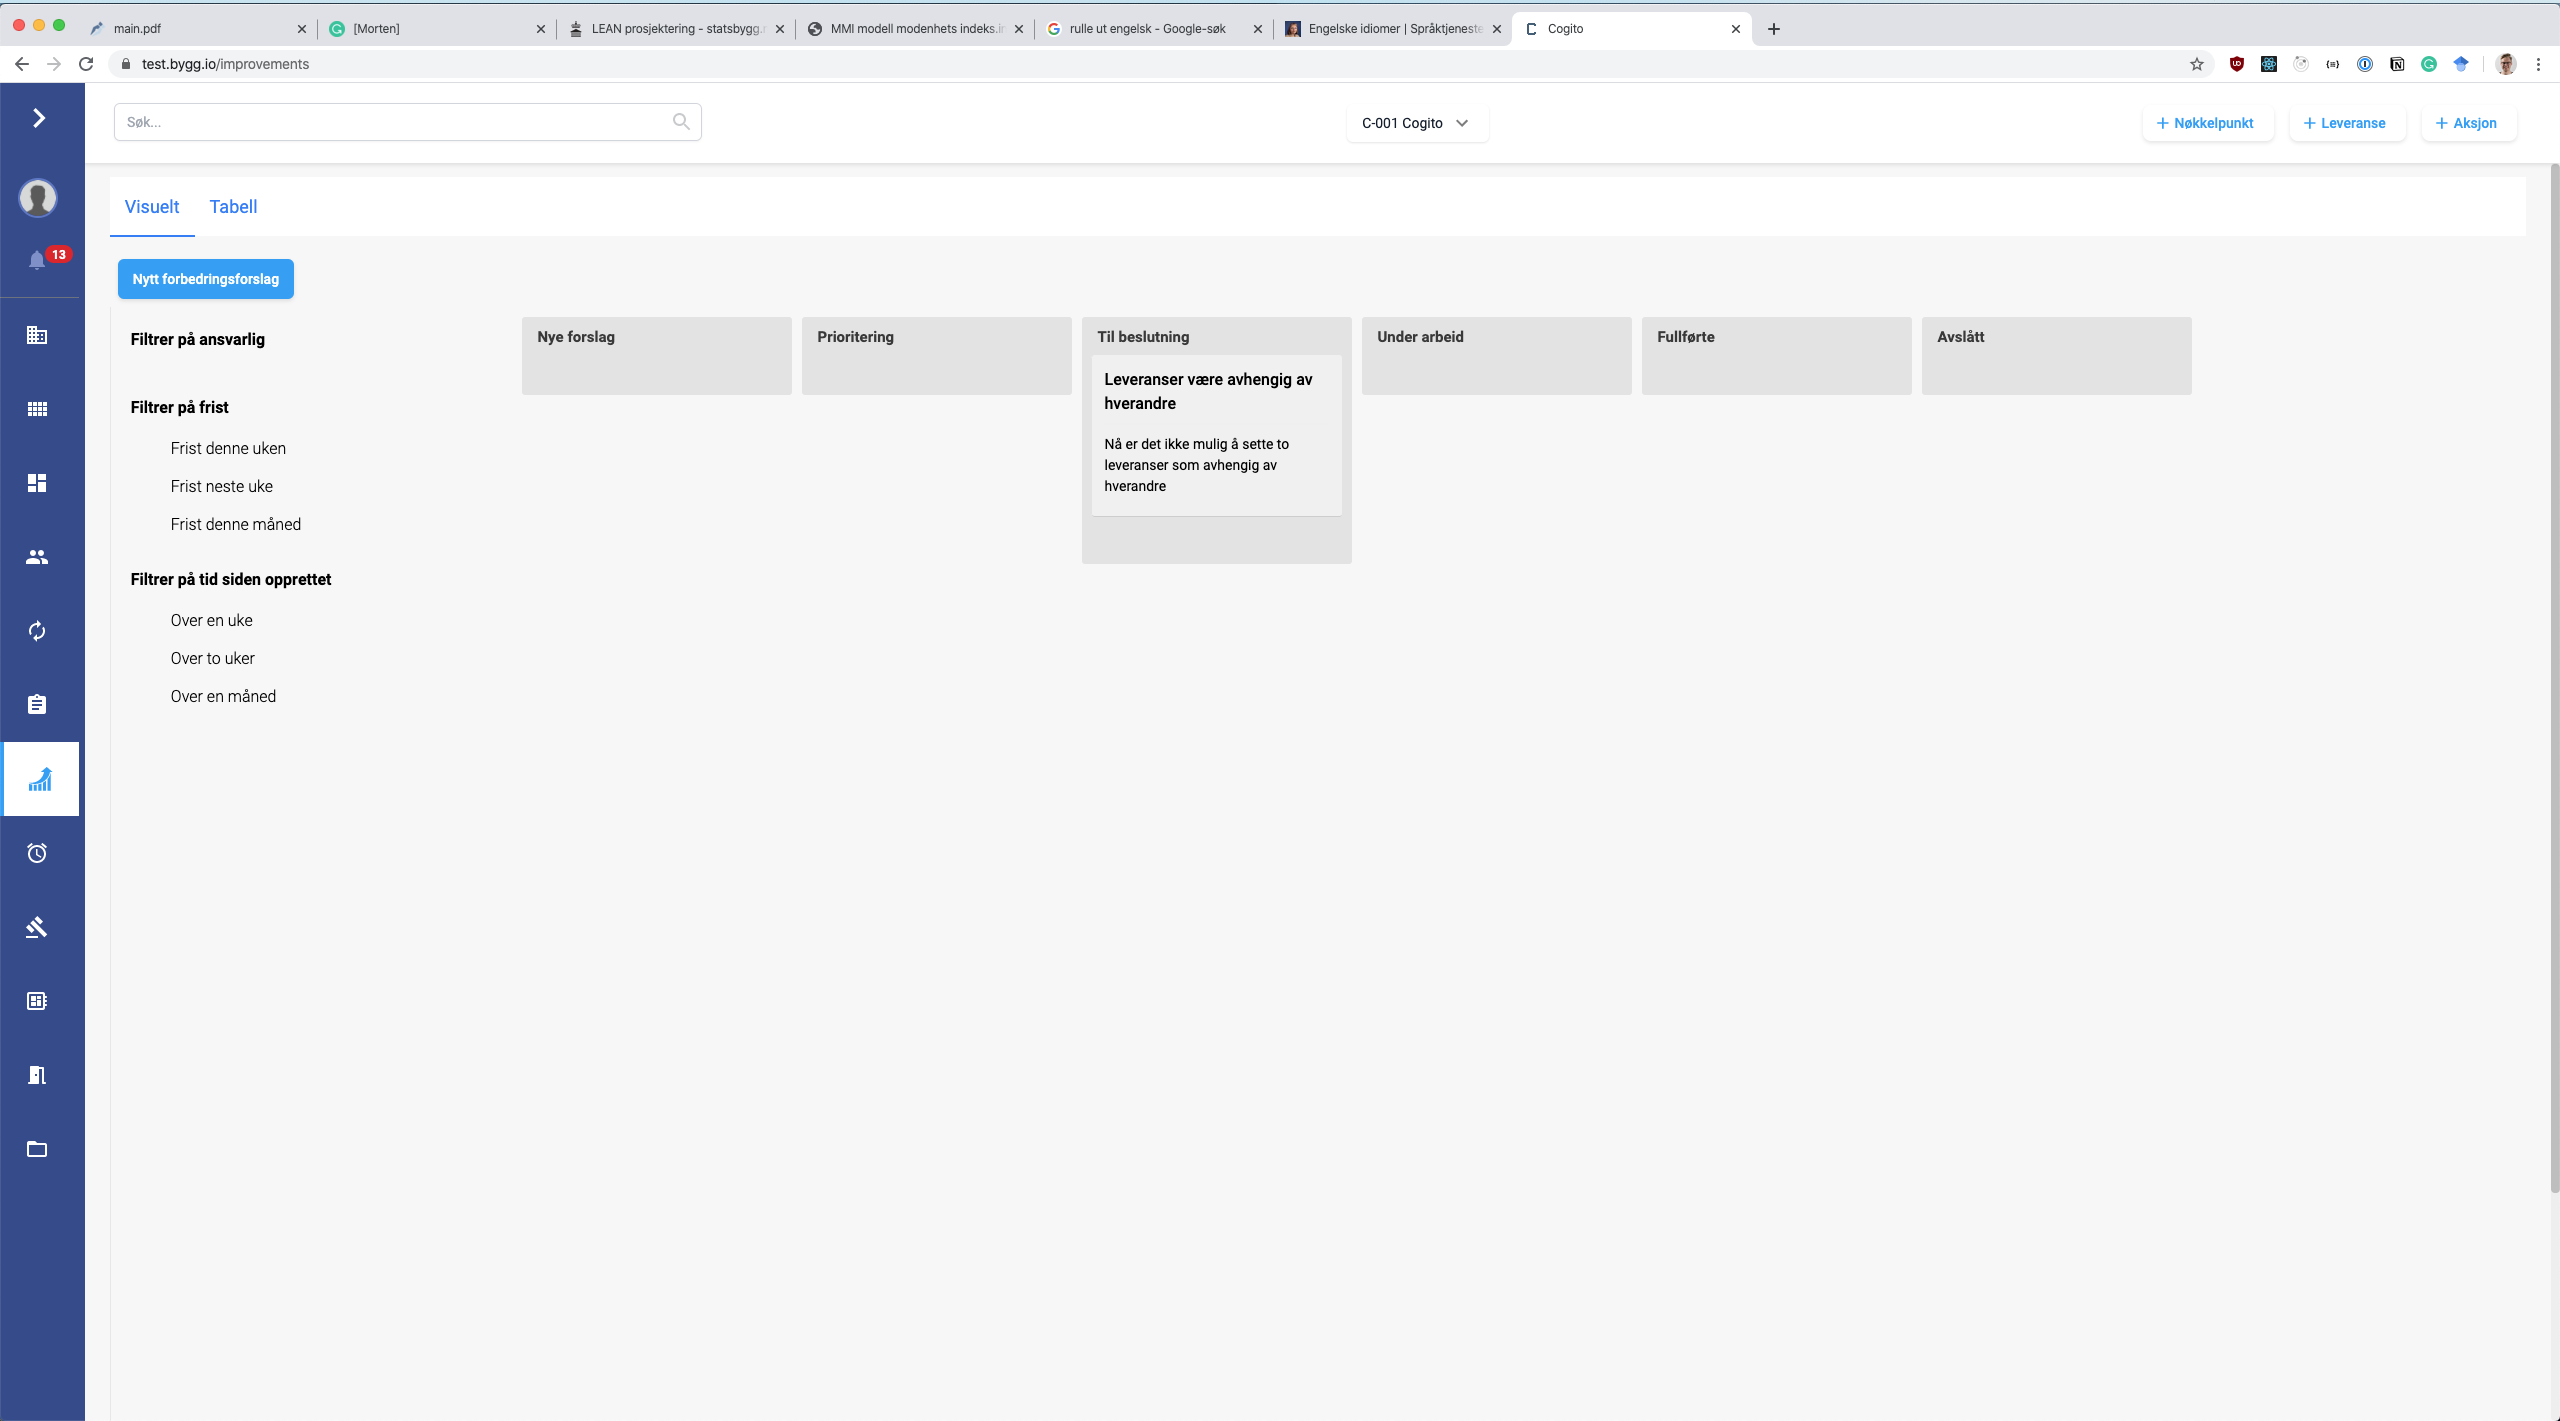 main.pdf
[Morten]
LEAN prosjektering - statsbygg.
MMI modell modenhets indeks.
rulle ut engelsk - Google-søk
Engelske idiomer | Språktjeneste
Cogito
test.bygg.io/improvements
Søk...
C-001 Cogito
+ Nøkkelpunkt
+ Leveranse
+ Aksjon
Visuelt
Tabell
13
Nytt forbedringsforslag
Filtrer på ansvarlig
Filtrer på frist
Frist denne uken
Frist neste uke
Frist denne måned
Filtrer på tid siden opprettet
Over en uke
Over to uker
Over en måned
Nye forslag
Prioritering
Til beslutning
Leveranser være avhengig av
hverandre
Nå er det ikke mulig å sette to
leveranser som avhengig av
hverandre
Under arbeid
Fullførte
Avslått